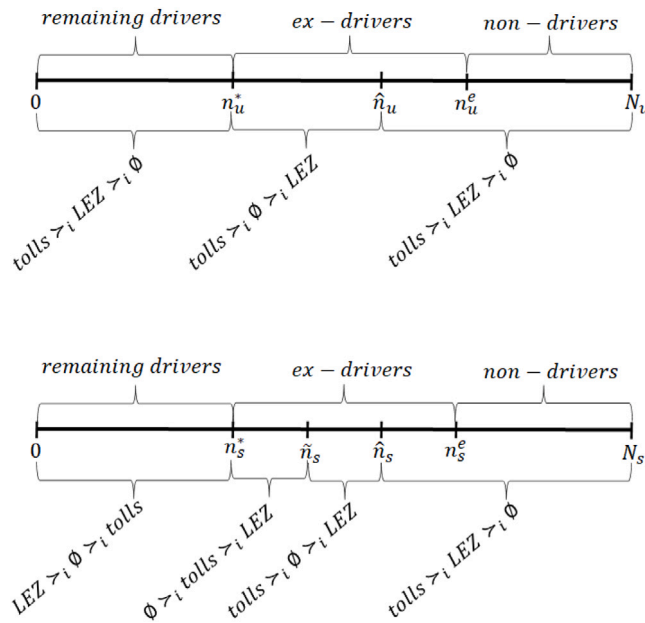 remaining drivers ex − drivers non − drivers
0 n*u n̂u neu Nu
tolls ≻i LEZ ≻i ∅
tolls ≻i ∅ ≻i LEZ
tolls ≻i LEZ ≻i ∅
remaining drivers ex − drivers non − drivers
0 n*s ñs n̂s nes Ns
LEZ ≻i ∅ ≻i tolls
∅ ≻i tolls ≻i LEZ
tolls ≻i ∅ ≻i LEZ
tolls ≻i LEZ ≻i ∅